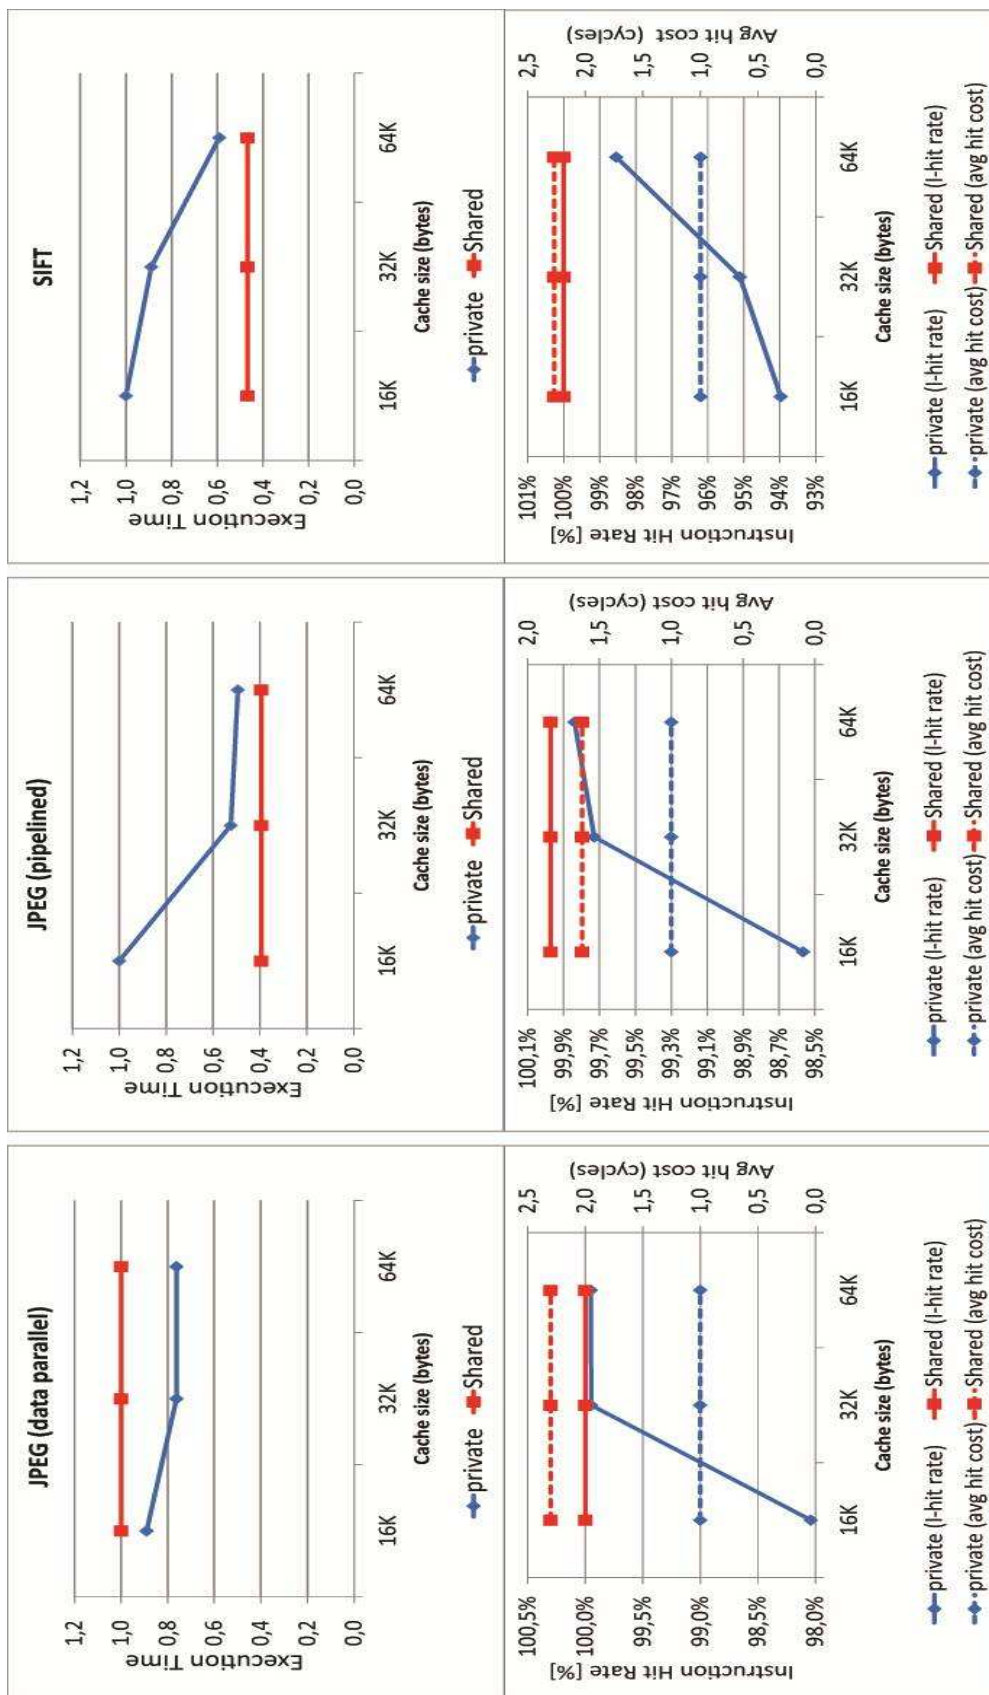 JPEG (data parallel)
1,2
1,0
0,8
0,6
0,4
0,2
0,0
Execution Time
16K 32K 64K
Cache size (bytes)
private Shared
JPEG (pipelined)
1,2
1,0
0,8
0,6
0,4
0,2
0,0
Execution Time
16K 32K 64K
Cache size (bytes)
private Shared
SIFT
1,2
1,0
0,8
0,6
0,4
0,2
0,0
Execution Time
16K 32K 64K
Cache size (bytes)
private Shared
100,5%
100,0%
99,5%
99,0%
98,5%
98,0%
Instruction Hit Rate [%]
2,5
2,0
1,5
1,0
0,5
0,0
Avg hit cost (cycles)
16K 32K 64K
Cache size (bytes)
private (I-hit rate) Shared (I-hit rate)
private (avg hit cost) Shared (avg hit cost)
100,1%
99,9%
99,7%
99,5%
99,3%
99,1%
98,9%
98,7%
98,5%
Instruction Hit Rate [%]
2,0
1,5
1,0
0,5
0,0
Avg hit cost (cycles)
16K 32K 64K
Cache size (bytes)
private (I-hit rate) Shared (I-hit rate)
private (avg hit cost) Shared (avg hit cost)
101%
100%
99%
98%
97%
96%
95%
94%
93%
Instruction Hit Rate [%]
2,5
2,0
1,5
1,0
0,5
0,0
Avg hit cost (cycles)
16K 32K 64K
Cache size (bytes)
private (I-hit rate) Shared (I-hit rate)
private (avg hit cost) Shared (avg hit cost)